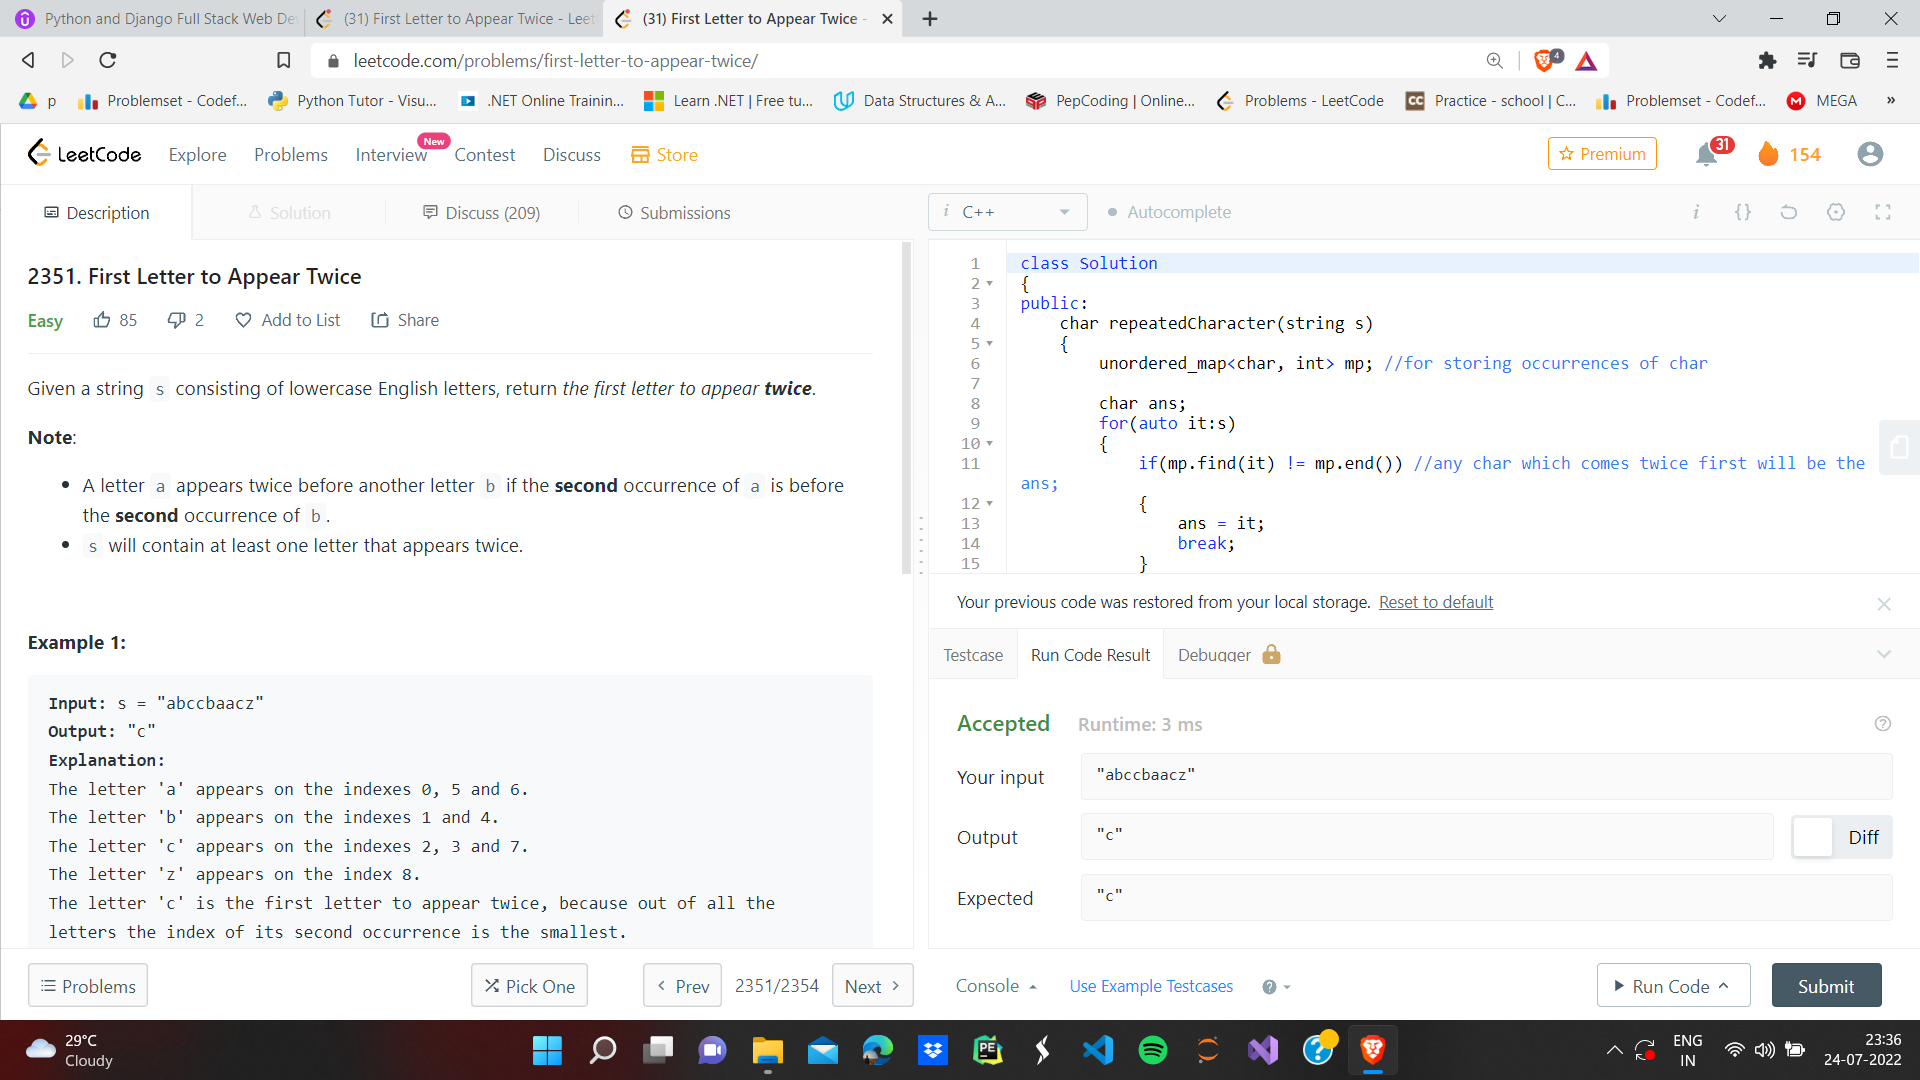 Python and Django Full Stack Web De
(31) First Letter to Appear Twice - Leet
(31) First Letter to Appear Twice -
leetcode.com/problems/first-letter-to-appear-twice/
4
p
Problemset - Codef...
Python Tutor - Visu...
.NET Online Trainin...
Learn .NET | Free tu...
Data Structures & A...
PepCoding | Online...
Problems - LeetCode
Practice - school | C...
Problemset - Codef...
MEGA
»
LeetCode
Explore
Problems
Interview
New
Contest
Discuss
Store
Premium
31
154
Description
Solution
Discuss (209)
Submissions
i C++
Autocomplete
i {}
2351. First Letter to Appear Twice
Easy
85
2
Add to List
Share
Given a string s consisting of lowercase English letters, return the first letter to appear twice.
Note:
• A letter a appears twice before another letter b if the second occurrence of a is before
the second occurrence of b.
• s will contain at least one letter that appears twice.
Example 1:
Input: s = "abccbaacz"
Output: "c"
Explanation:
The letter 'a' appears on the indexes 0, 5 and 6.
The letter 'b' appears on the indexes 1 and 4.
The letter 'c' appears on the indexes 2, 3 and 7.
The letter 'z' appears on the index 8.
The letter 'c' is the first letter to appear twice, because out of all the
letters the index of its second occurrence is the smallest.
1 class Solution
2 {
3 public:
4 char repeatedCharacter(string s)
5 {
6 unordered_map<char, int> mp; //for storing occurrences of char
7
8 char ans;
9 for(auto it:s)
10 {
11 if(mp.find(it) != mp.end()) //any char which comes twice first will be the
ans;
12 {
13 ans = it;
14 break;
15 }
Your previous code was restored from your local storage. Reset to default
Testcase
Run Code Result
Debugger
Accepted
Runtime: 3 ms
Your input
"abccbaacz"
Output
"c"
Diff
Expected
"c"
Problems
Pick One
Prev
2351/2354
Next
Console
Use Example Testcases
Run Code
Submit
29°C
Cloudy
PE
ENG
IN
23:36
24-07-2022